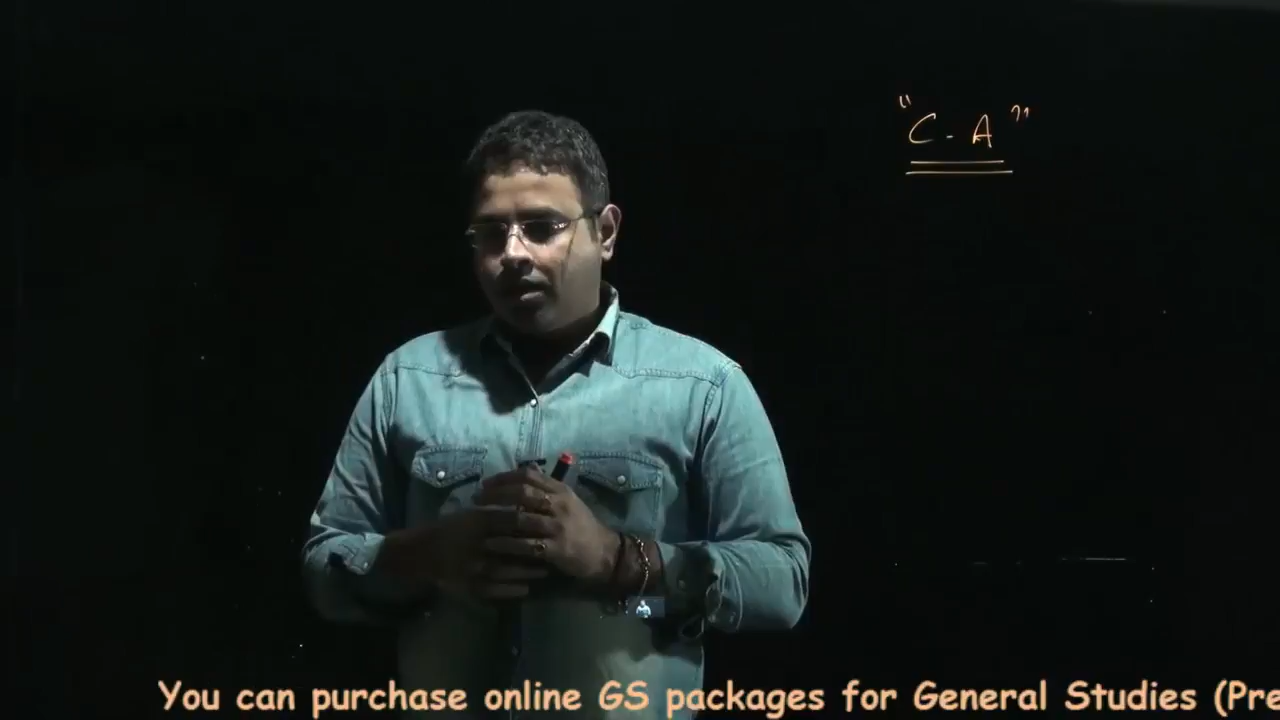 "C - A"
You can purchase online GS packages for General Studies (Pre